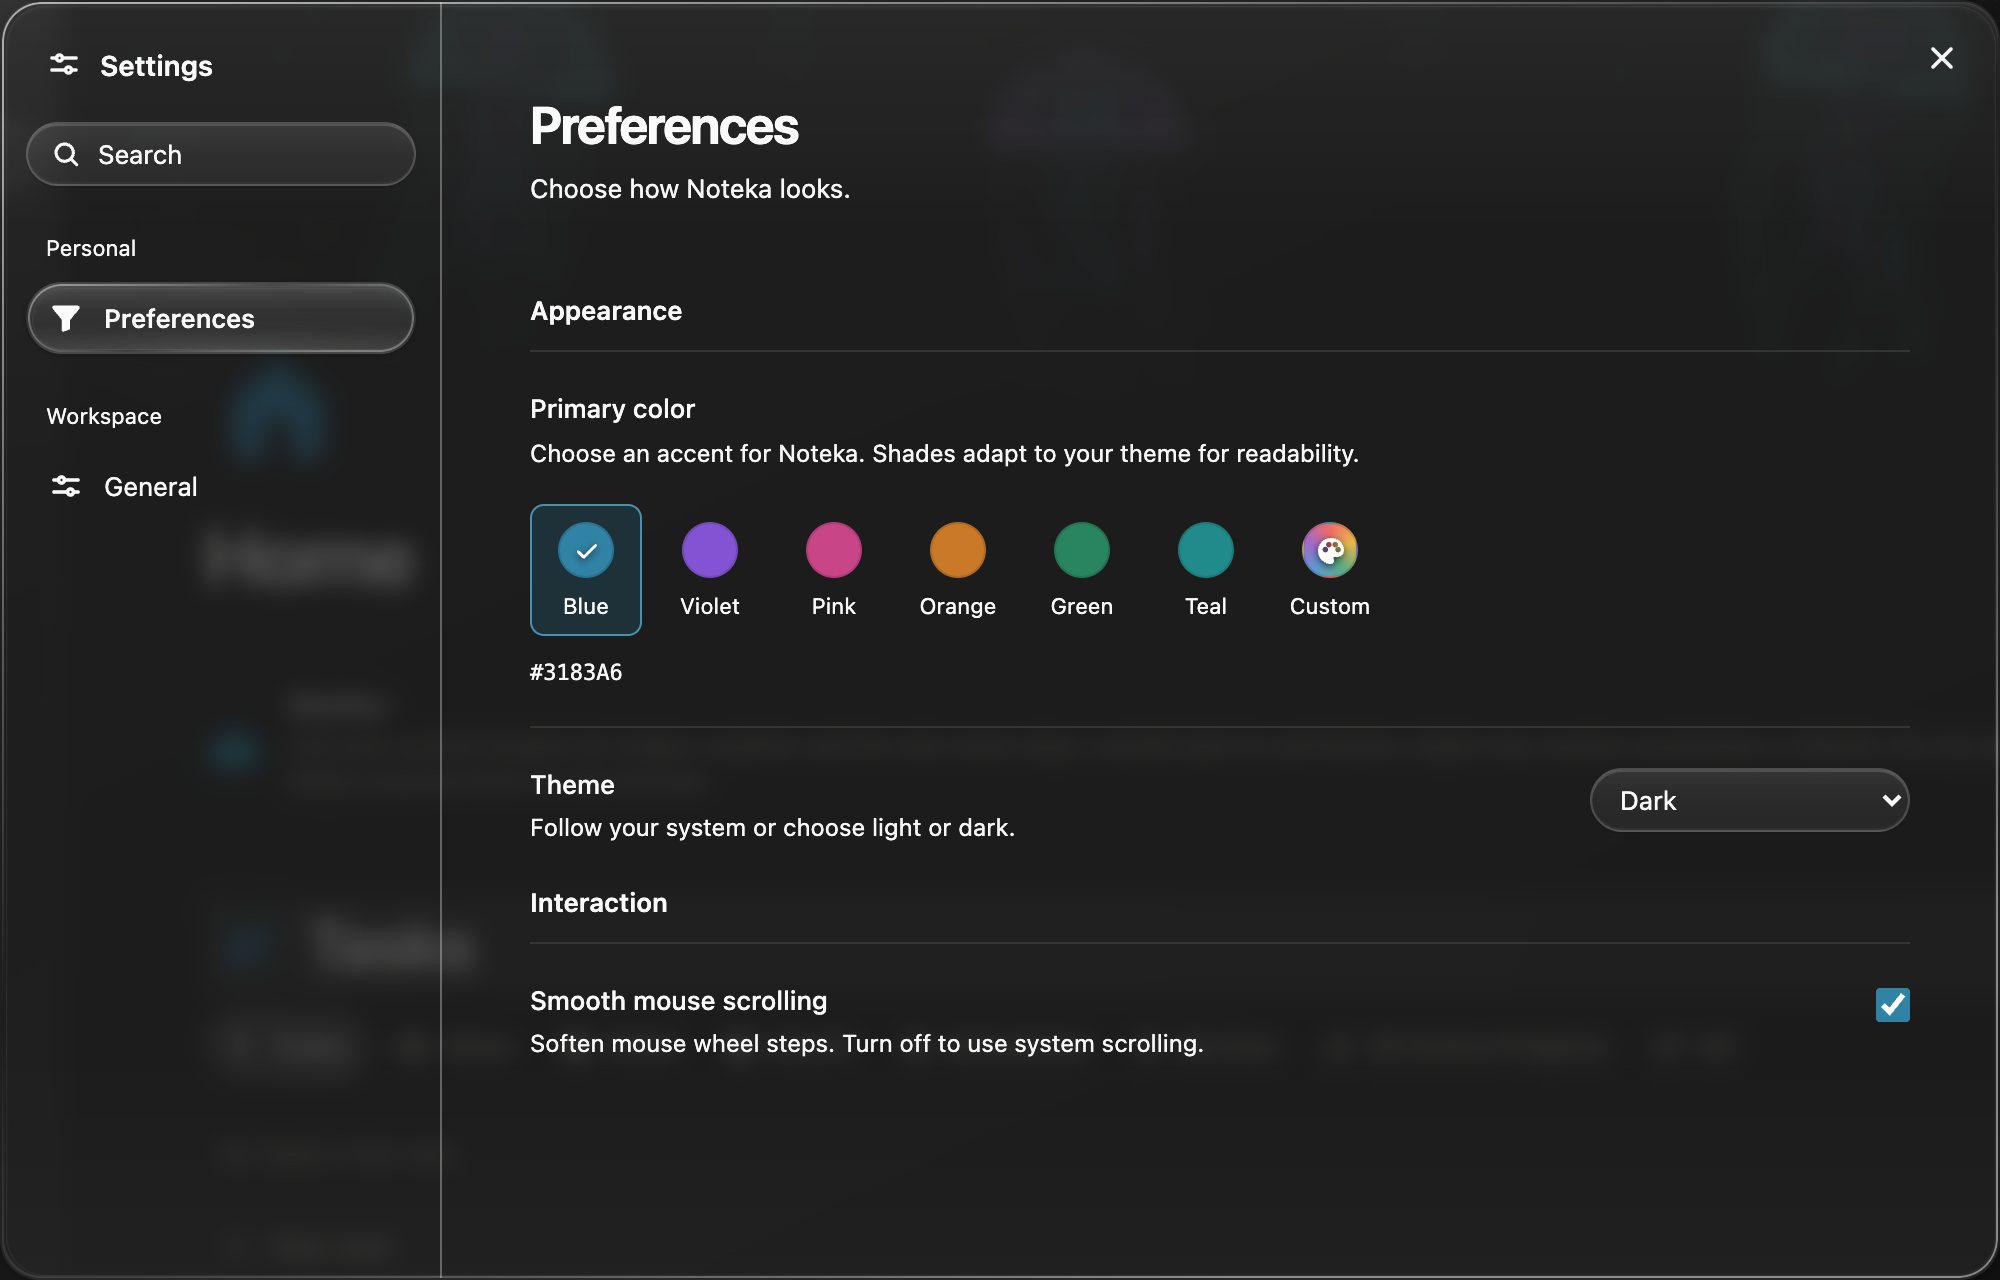 Settings
Search
Personal
Preferences
Workspace
General
Home
Tasks
Preferences
Choose how Noteka looks.
Appearance
Primary color
Choose an accent for Noteka. Shades adapt to your theme for readability.
Blue
Violet
Pink
Orange
Green
Teal
Custom
#3183A6
Theme
Follow your system or choose light or dark.
Dark
Interaction
Smooth mouse scrolling
Soften mouse wheel steps. Turn off to use system scrolling.